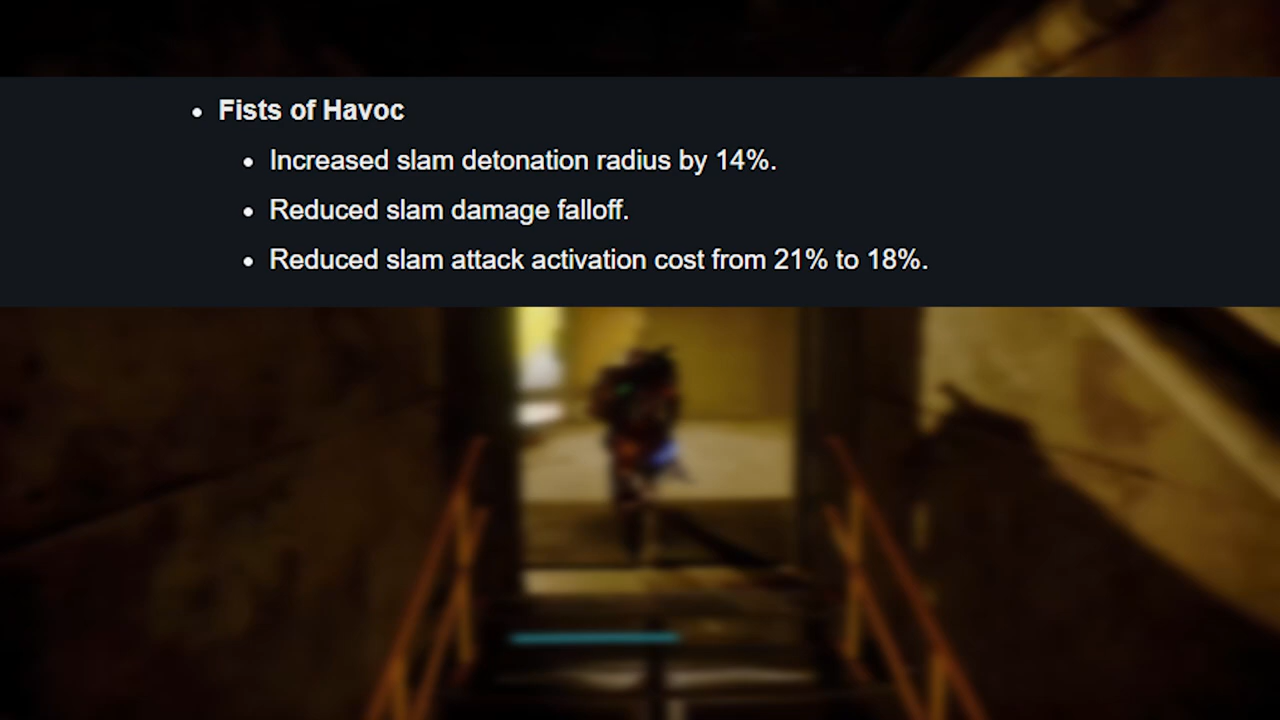 Fists of Havoc
Increased slam detonation radius by 14%.
Reduced slam damage falloff.
Reduced slam attack activation cost from 21% to 18%.